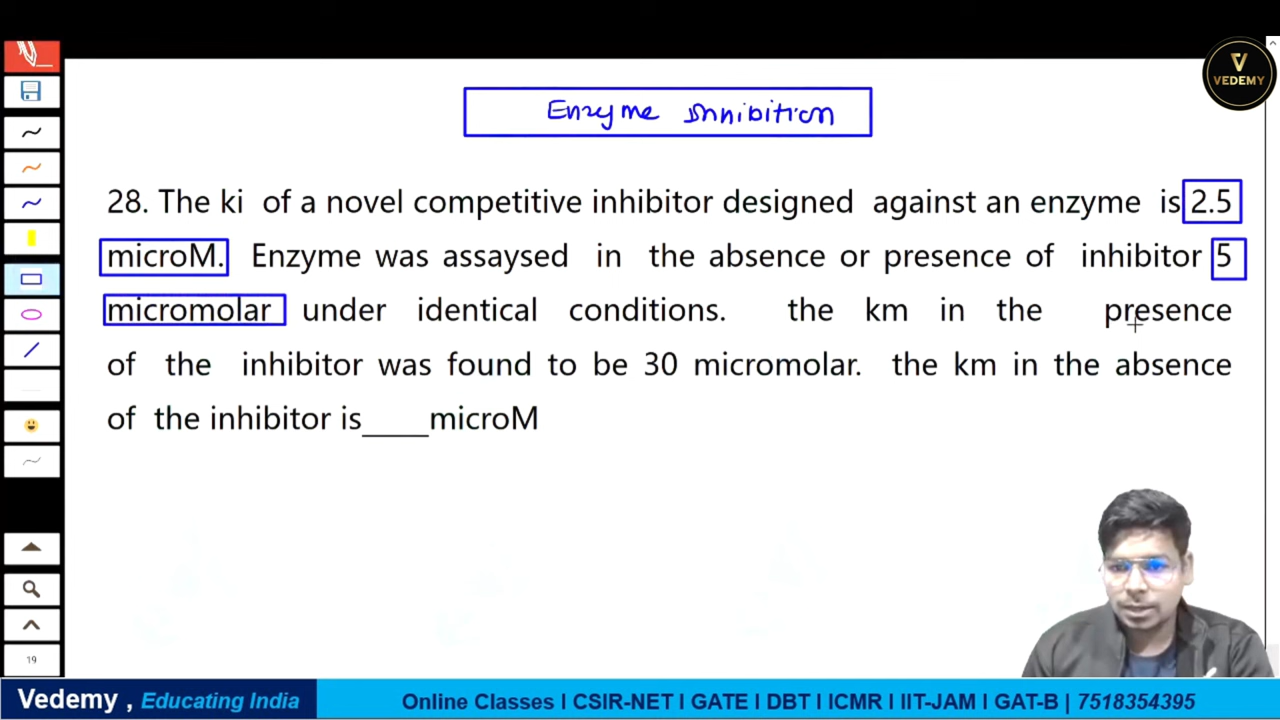 VEDEMY
Enzyme Innibition
28. The ki of a novel competitive inhibitor designed against an enzyme is 2.5
microM. Enzyme was assaysed in the absence or presence of inhibitor 5
micromolar under identical conditions. the km in the presence
of the inhibitor was found to be 30 micromolar. the km in the absence
of the inhibitor is____microM
19
Vedemy , Educating India
Online Classes I CSIR-NET I GATE I DBT I ICMR I IIT-JAM I GAT-B | 7518354395